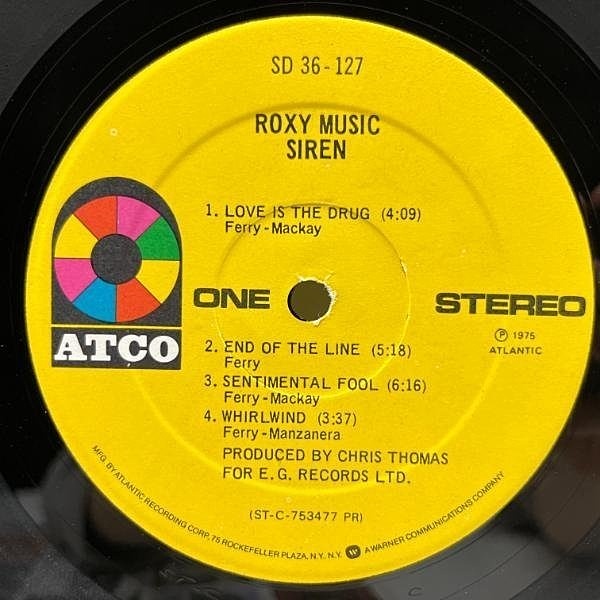 SD 36-127
ROXY MUSIC
SIREN
1. LOVE IS THE DRUG (4:09)
Ferry-Mackay
ATCO
ONE
STEREO
Ⓟ 1975
ATLANTIC
2. END OF THE LINE (5:18)
Ferry
3. SENTIMENTAL FOOL (6:16)
Ferry-Mackay
4. WHIRLWIND (3:37)
Ferry-Manzanera
PRODUCED BY CHRIS THOMAS
FOR E.G. RECORDS LTD.
(ST-C-753477 PR)
MFG. BY ATLANTIC RECORDING CORP., 75 ROCKEFELLER PLAZA, N.Y. N.Y. W A WARNER COMMUNICATIONS COMPANY